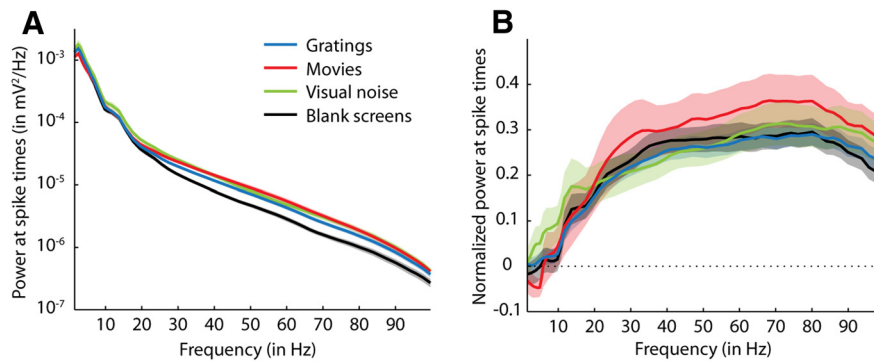 A
Power at spike times (in mV²/Hz)
10⁻³
10⁻⁴
10⁻⁵
10⁻⁶
10⁻⁷
Gratings
Movies
Visual noise
Blank screens
10 20 30 40 50 60 70 80 90
Frequency (in Hz)
B
Normalized power at spike times
0.4
0.3
0.2
0.1
0
-0.1
10 20 30 40 50 60 70 80 90
Frequency (in Hz)